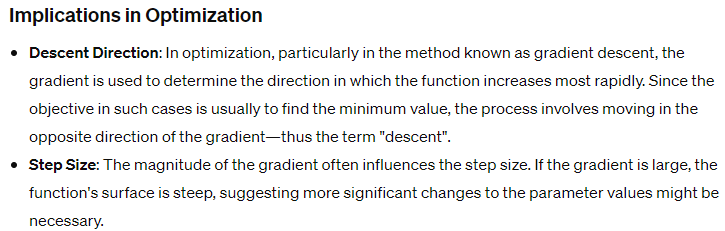 Implications in Optimization
• Descent Direction: In optimization, particularly in the method known as gradient descent, the
gradient is used to determine the direction in which the function increases most rapidly. Since the
objective in such cases is usually to find the minimum value, the process involves moving in the
opposite direction of the gradient—thus the term "descent".
• Step Size: The magnitude of the gradient often influences the step size. If the gradient is large, the
function's surface is steep, suggesting more significant changes to the parameter values might be
necessary.